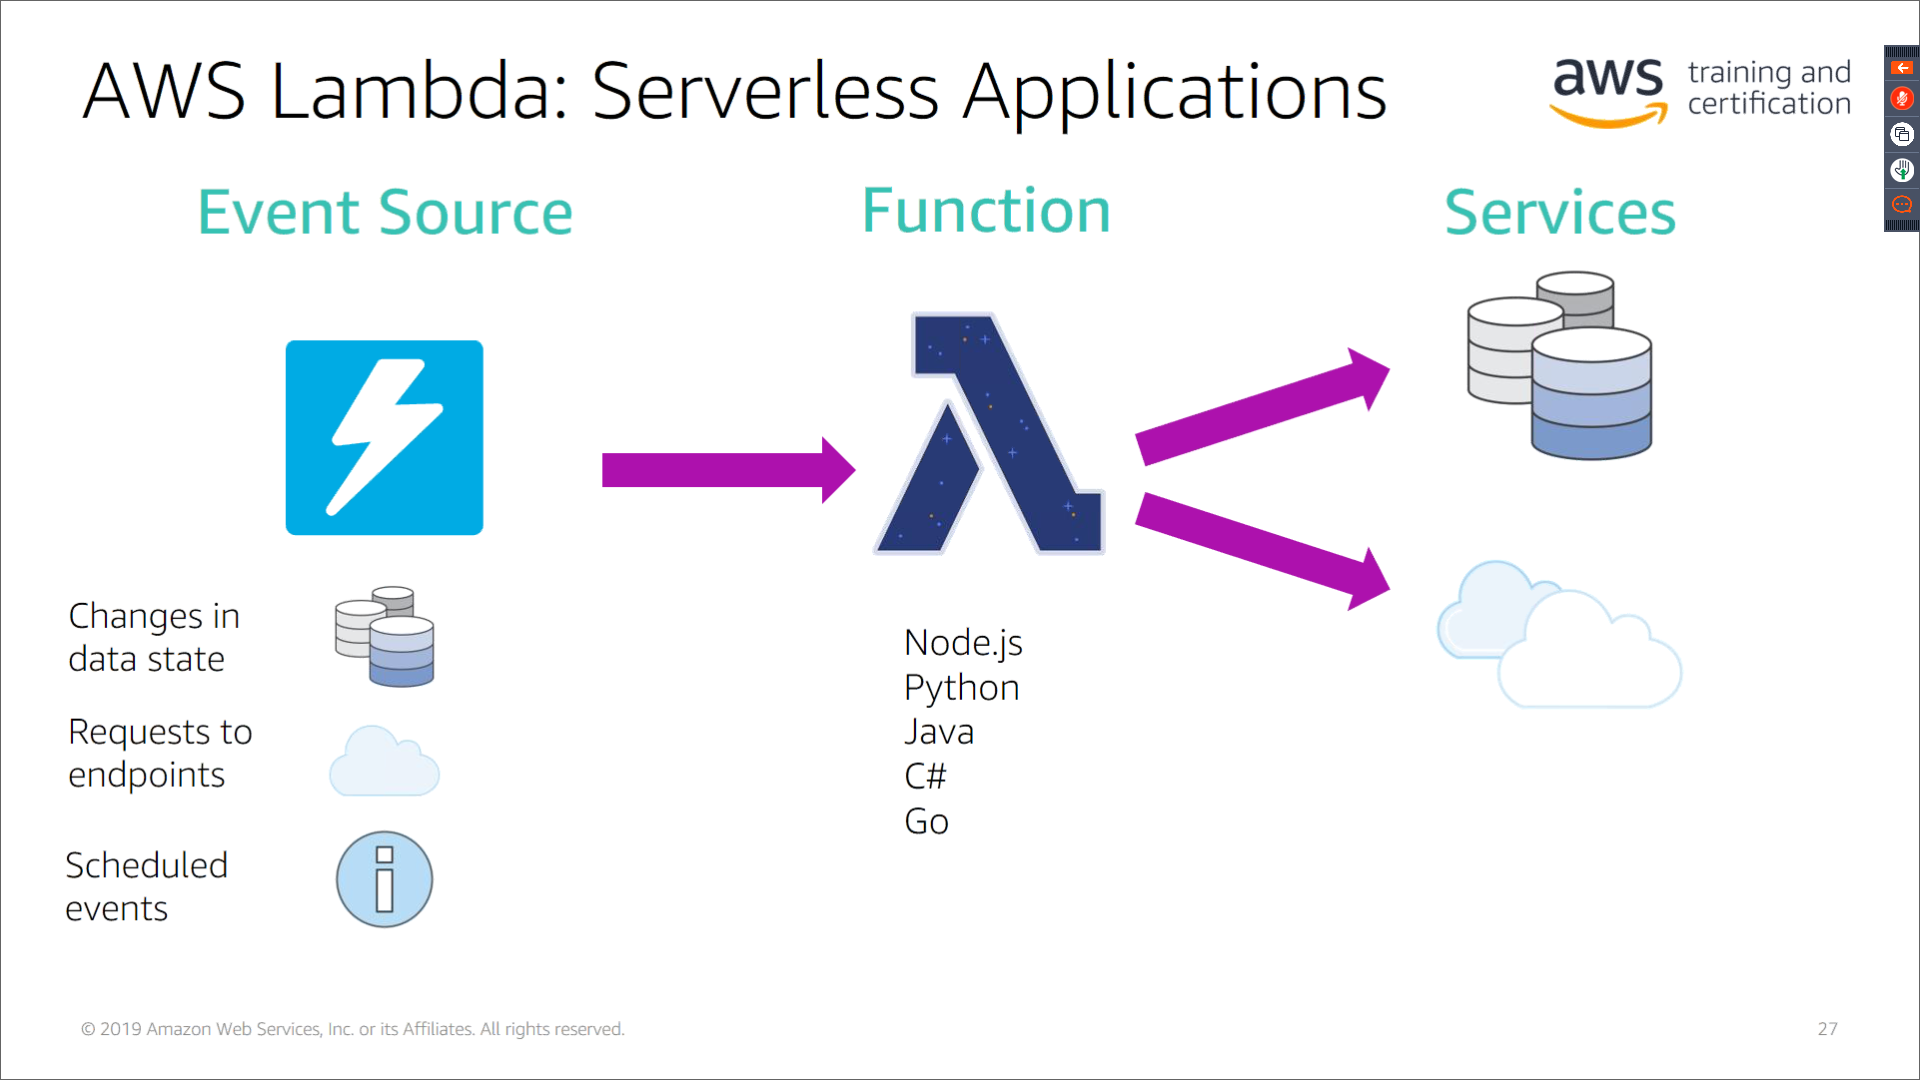 AWS Lambda: Serverless Applications
aws
training and
certification
Event Source
Function
Services
Changes in
data state
Requests to
endpoints
Scheduled
events
Node.js
Python
Java
C#
Go
© 2019 Amazon Web Services, Inc. or its Affiliates. All rights reserved.
27